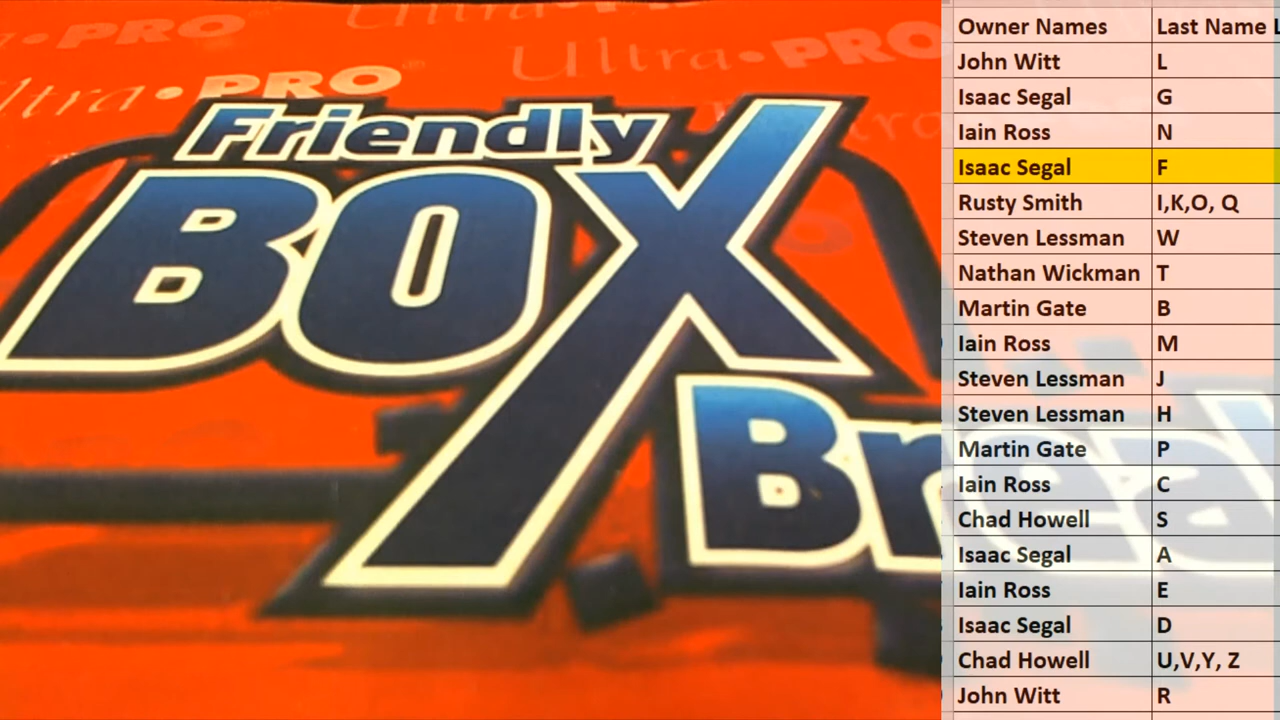 Ultra•PRO
Ultra•PRO
Friendly
BOX
Br
Owner Names	Last Name L
John Witt	L
Isaac Segal	G
Iain Ross	N
Isaac Segal	F
Rusty Smith	I,K,O, Q
Steven Lessman	W
Nathan Wickman	T
Martin Gate	B
Iain Ross	M
Steven Lessman	J
Steven Lessman	H
Martin Gate	P
Iain Ross	C
Chad Howell	S
Isaac Segal	A
Iain Ross	E
Isaac Segal	D
Chad Howell	U,V,Y, Z
John Witt	R